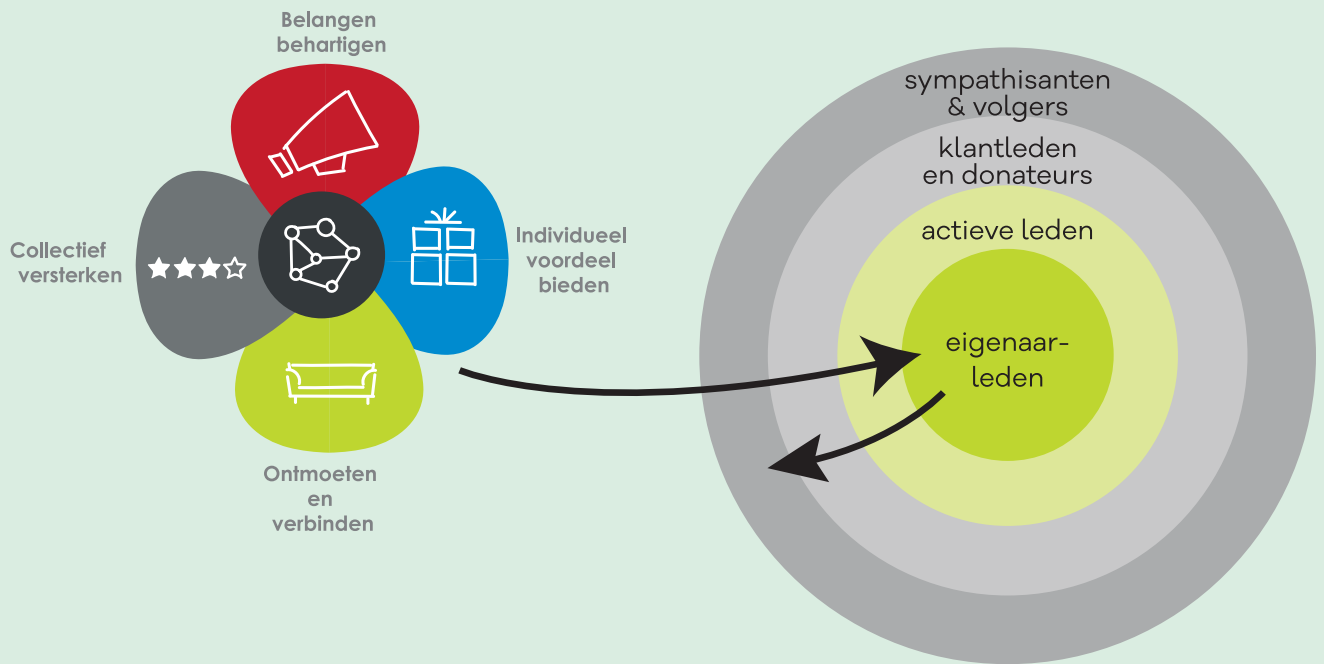 Belangen
behartigen
Collectief
versterken
Individueel
voordeel
bieden
Ontmoeten
en
verbinden
sympathisanten
& volgers
klantleden
en donateurs
actieve leden
eigenaar-
leden